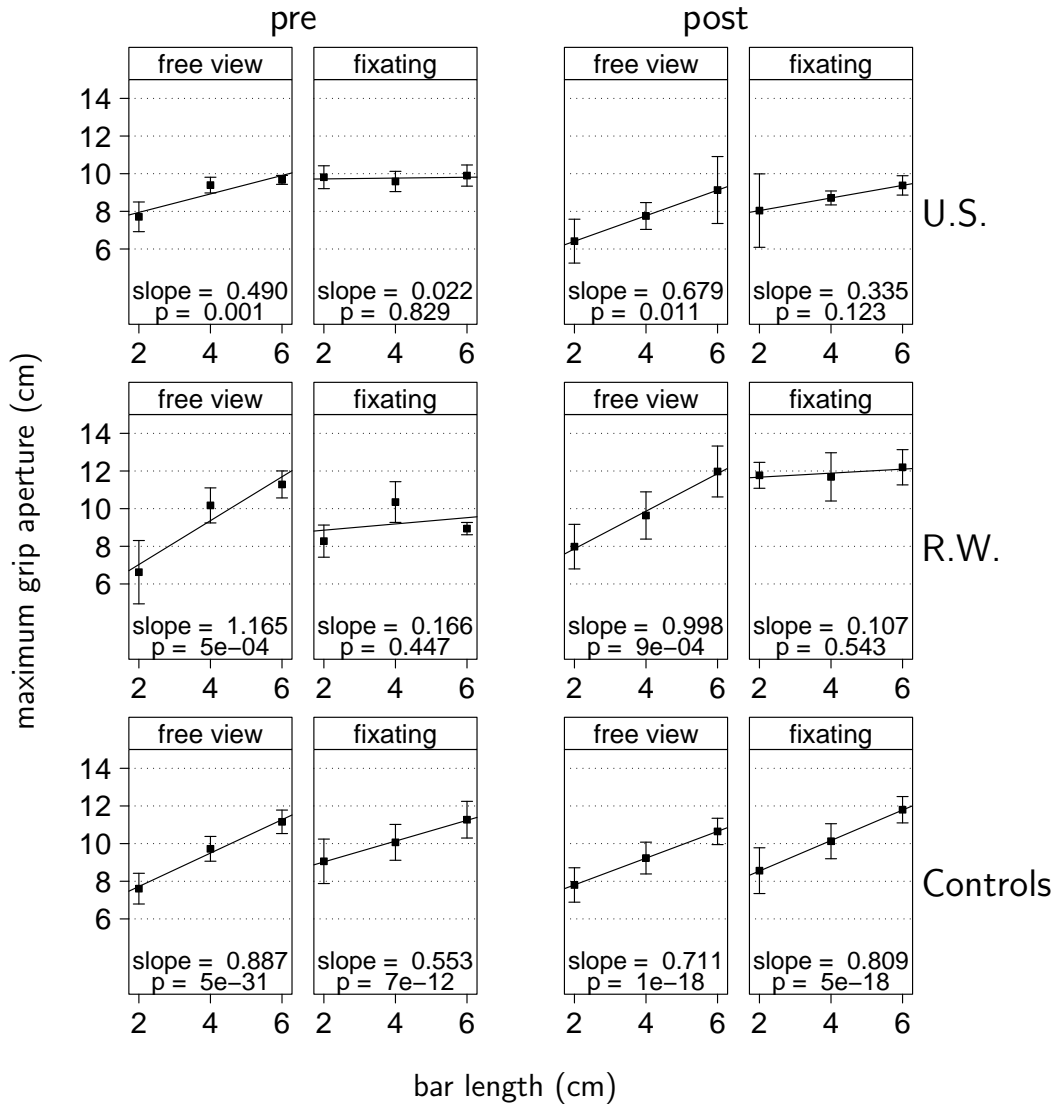 pre post
free view fixating free view fixating
14
12
10
8
6
slope = 0.490 slope = 0.022 slope = 0.679 slope = 0.335
p = 0.001 p = 0.829 p = 0.011 p = 0.123
2 4 6 2 4 6 2 4 6 2 4 6
U.S.
free view fixating free view fixating
14
12
10
8
6
slope = 1.165 slope = 0.166 slope = 0.998 slope = 0.107
p = 5e−04 p = 0.447 p = 9e−04 p = 0.543
2 4 6 2 4 6 2 4 6 2 4 6
R.W.
free view fixating free view fixating
14
12
10
8
6
slope = 0.887 slope = 0.553 slope = 0.711 slope = 0.809
p = 5e−31 p = 7e−12 p = 1e−18 p = 5e−18
2 4 6 2 4 6 2 4 6 2 4 6
Controls
maximum grip aperture (cm)
bar length (cm)